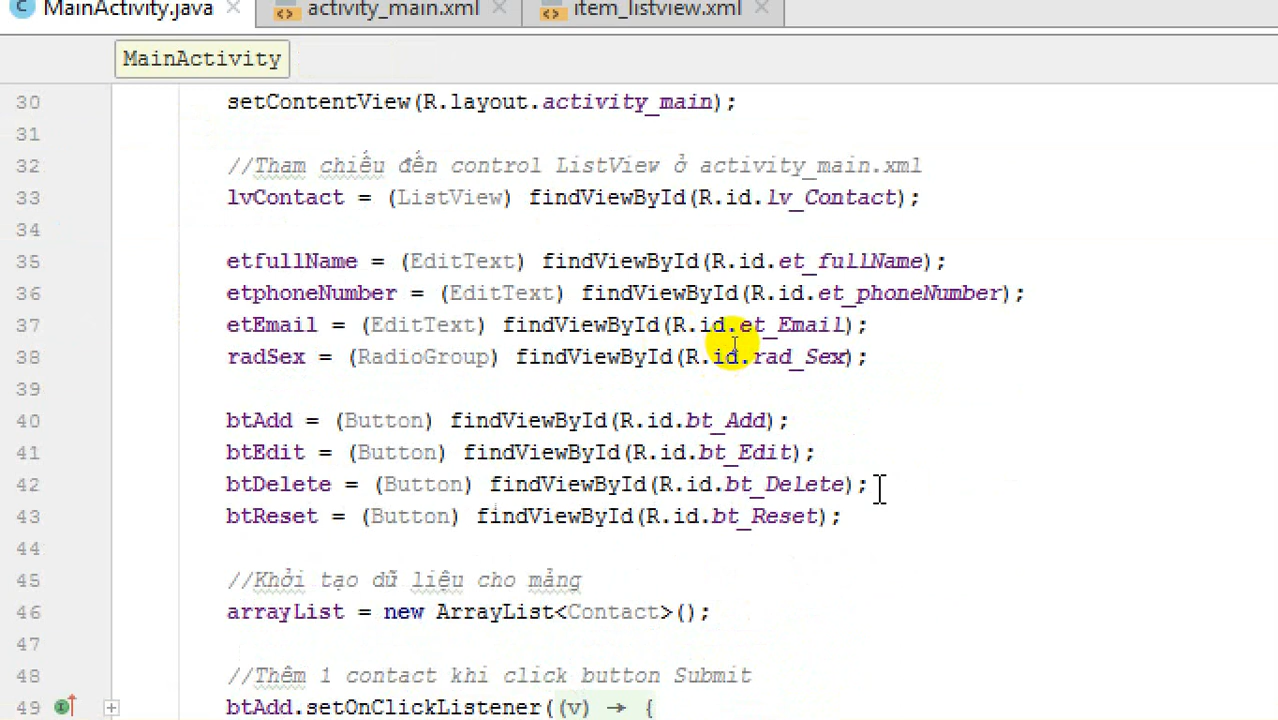 MainActivity.java activity_main.xml item_listview.xml
MainActivity
30 setContentView(R.layout.activity_main);
31
32 //Tham chiếu đến control ListView ở activity_main.xml
33 lvContact = (ListView) findViewById(R.id.lv_Contact);
34
35 etfullName = (EditText) findViewById(R.id.et_fullName);
36 etphoneNumber = (EditText) findViewById(R.id.et_phoneNumber);
37 etEmail = (EditText) findViewById(R.id.et_Email);
38 radSex = (RadioGroup) findViewById(R.id.rad_Sex);
39
40 btAdd = (Button) findViewById(R.id.bt_Add);
41 btEdit = (Button) findViewById(R.id.bt_Edit);
42 btDelete = (Button) findViewById(R.id.bt_Delete);
43 btReset = (Button) findViewById(R.id.bt_Reset);
44
45 //Khởi tạo dữ liệu cho mảng
46 arrayList = new ArrayList<Contact>();
47
48 //Thêm 1 contact khi click button Submit
49 btAdd.setOnClickListener((v) → {